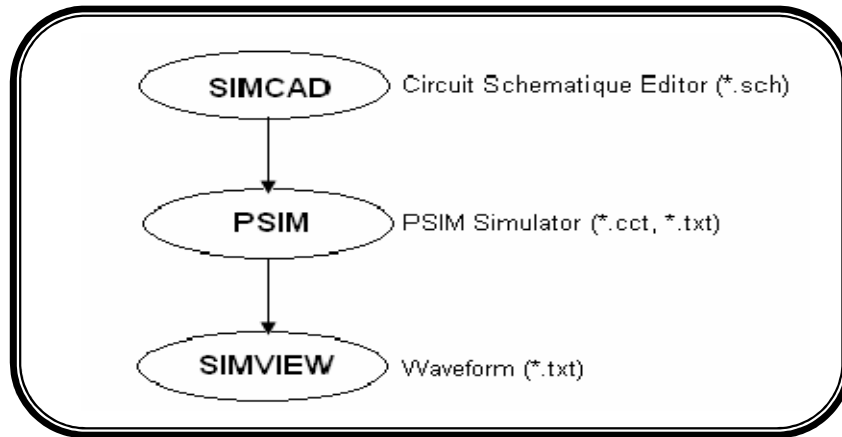 SIMCAD Circuit Schematique Editor (*.sch)
PSIM PSIM Simulator (*.cct, *.txt)
SIMVIEW Waveform (*.txt)